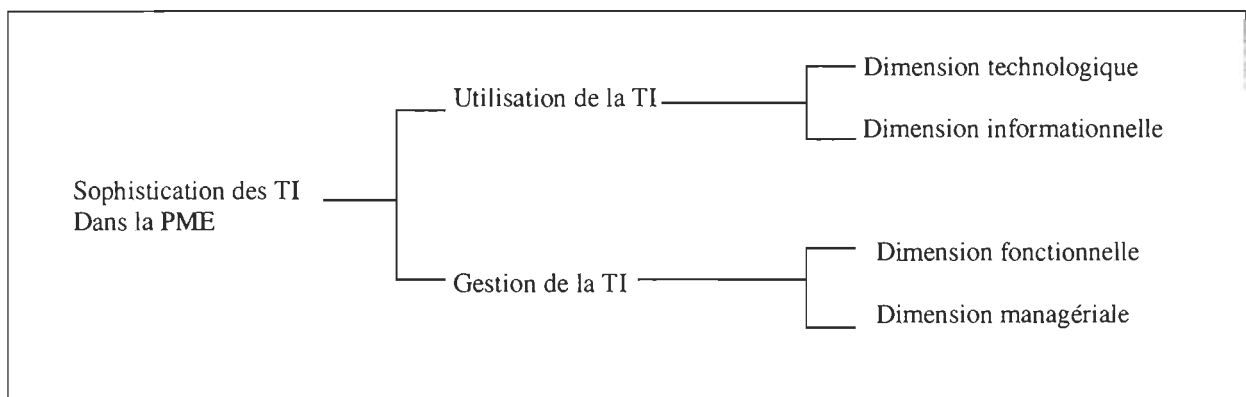 Dimension technologique
Utilisation de la TI
Dimension informationnelle
Sophistication des TI
Dans la PME
Dimension fonctionnelle
Gestion de la TI
Dimension managériale